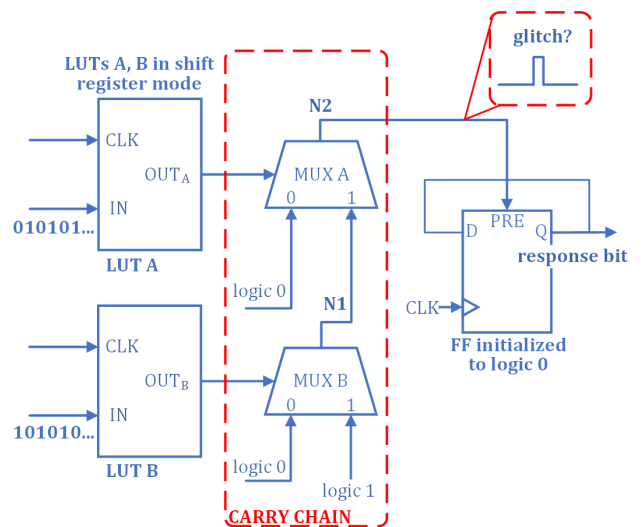 glitch?
LUTs A, B in shift
register mode
N2
CLK
OUTA
MUX A
0 1
IN
010101...
LUT A
logic 0
PRE
D Q
response bit
N1
CLK
FF initialized
to logic 0
CLK
OUTB
MUX B
0 1
IN
101010...
LUT B
logic 0
logic 1
CARRY CHAIN